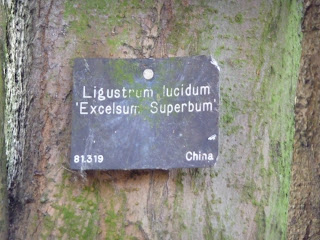 Ligustrum lucidum
'Excelsum Superbum'
81.319 China